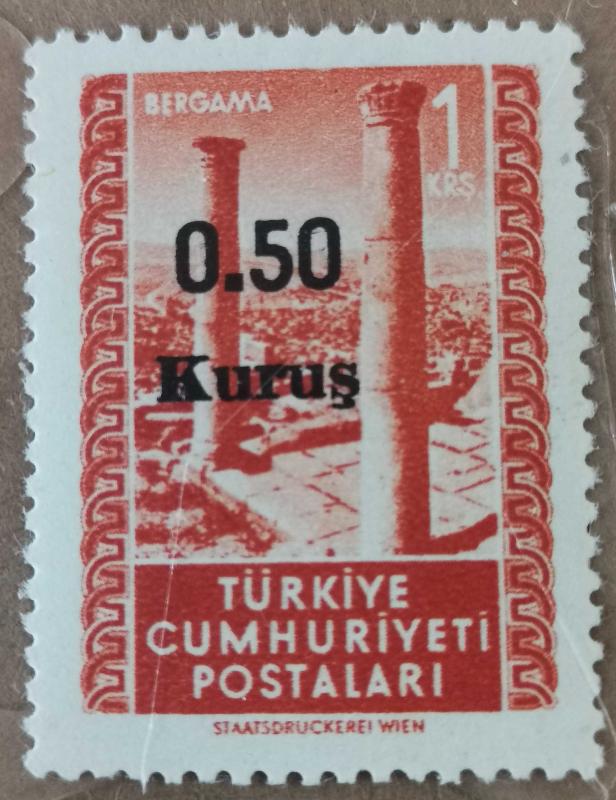 BERGAMA
1
KRŞ
0.50
Kuruş
TÜRKİYE
CUMHURİYETİ
POSTALARI
STAATSDRUCKEREI WIEN